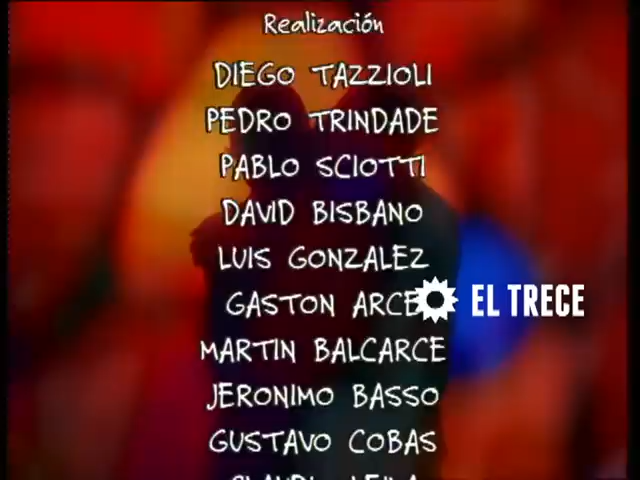 Realización
DIEGO TAZZIOLI
PEDRO TRINDADE
PABLO SCIOTTI
DAVID BISBANO
LUIS GONZALEZ
GASTON ARCE
EL TRECE
MARTIN BALCARCE
JERONIMO BASSO
GUSTAVO COBAS